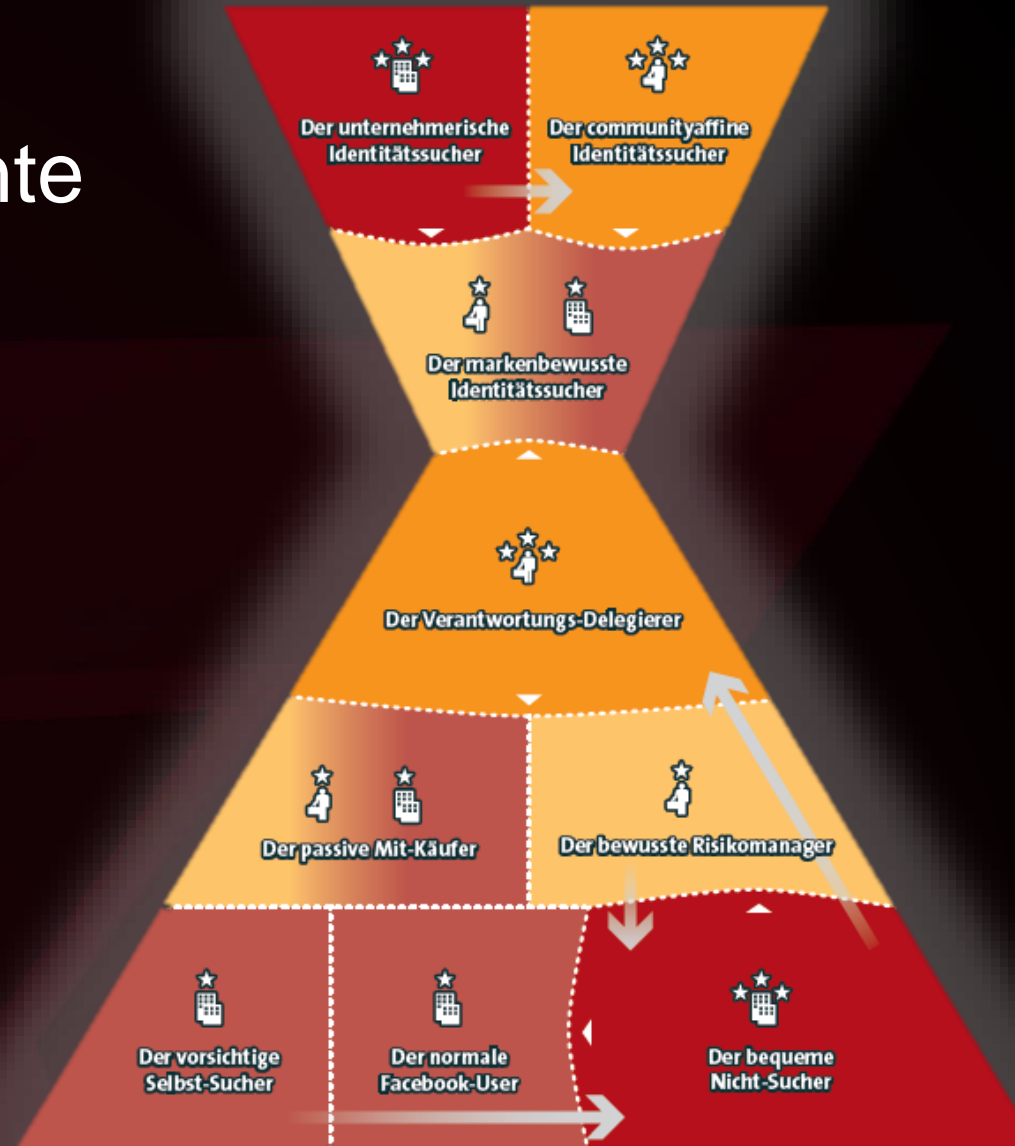 nte
Der unternehmerische
Identitätssucher
Der communityaffine
Identitätssucher
Der markenbewusste
Identitätssucher
Der Verantwortungs-Delegierer
Der passive Mit-Käufer
Der bewusste Risikomanager
Der vorsichtige
Selbst-Sucher
Der normale
Facebook-User
Der bequeme
Nicht-Sucher